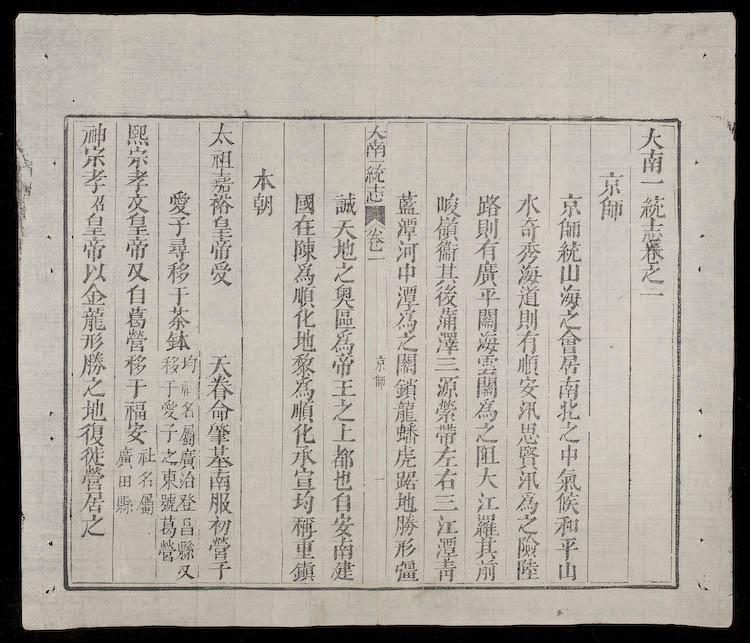 大南一統志卷之一
京師
京師統山海之會居南北之中氣候和平山
水奇秀海道則有順安汛思賢汛為之險陸
路則有廣平關海雲關為之阻大江羅其前
峻嶺衞其後蒲澤三源縈帶左右三江潭青
藍潭河中潭為之關鎖龍蟠虎踞地勝形彊
大南一統志 卷一 京師 一
誠天地之奧區為帝王之上都也自安南建
國在陳為順化地黎為順化承宣均稱重鎮
本朝
太祖嘉裕皇帝愛 天眷命肇基南服初營于
愛子尋移于茶鉢 均社名屬廣治登昌縣又
移于愛子之東號葛營
熙宗孝文皇帝又自葛營移于福安 社名屬
廣田縣
神宗孝召皇帝以金龍形勝之地復徙營居之